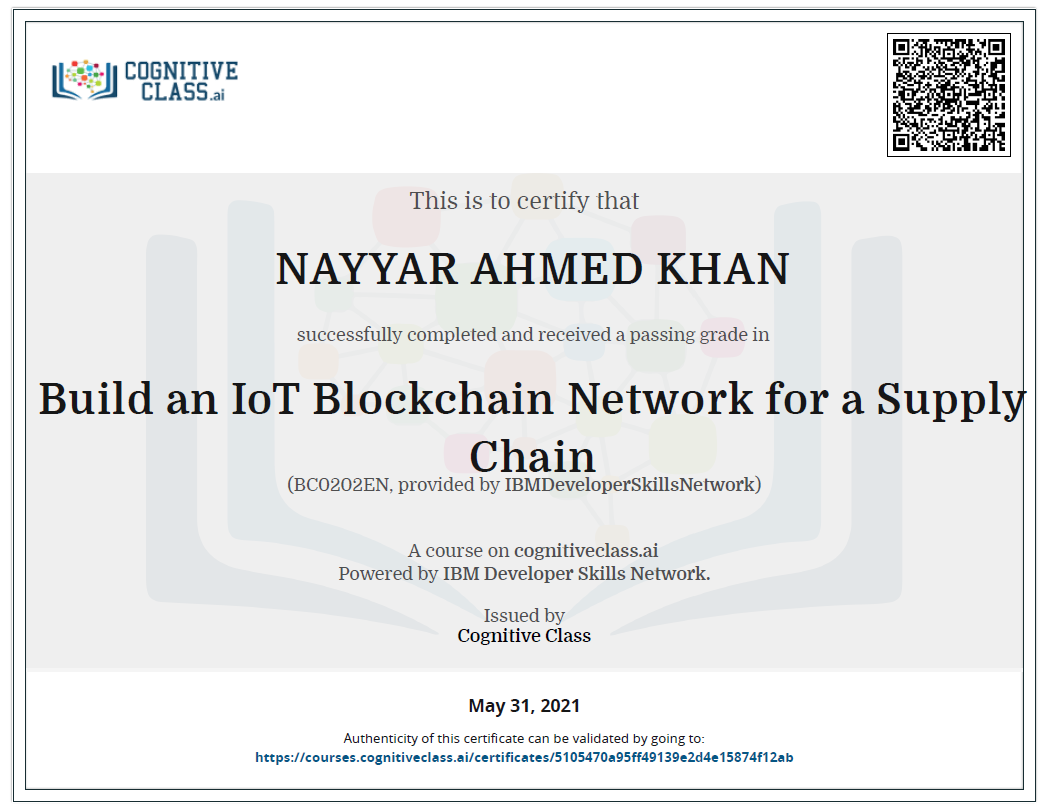 COGNITIVE
CLASS.ai
This is to certify that
NAYYAR AHMED KHAN
successfully completed and received a passing grade in
Build an IoT Blockchain Network for a Supply
Chain
(BC0202EN, provided by IBMDeveloperSkillsNetwork)
A course on cognitiveclass.ai
Powered by IBM Developer Skills Network.
Issued by
Cognitive Class
May 31, 2021
Authenticity of this certificate can be validated by going to:
https://courses.cognitiveclass.ai/certificates/5105470a95ff49139e2d4e15874f12ab